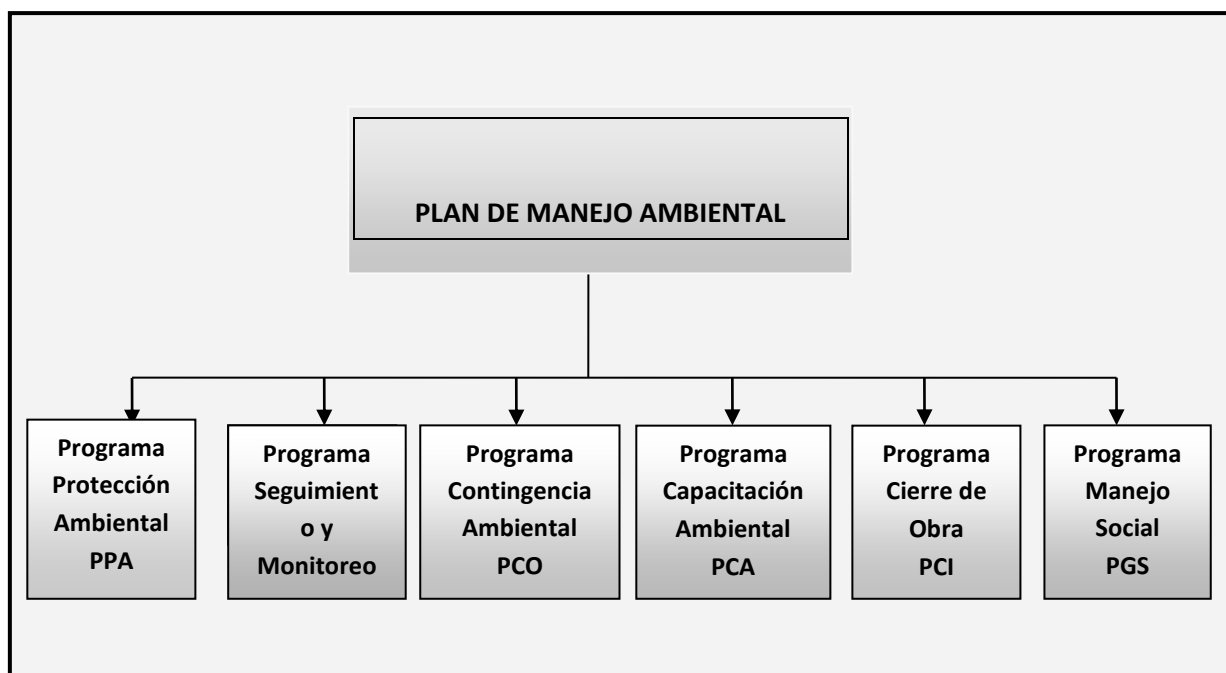 PLAN DE MANEJO AMBIENTAL
Programa
Protección
Ambiental
PPA
Programa
Seguimient
o y
Monitoreo
Programa
Contingencia
Ambiental
PCO
Programa
Capacitación
Ambiental
PCA
Programa
Cierre de
Obra
PCI
Programa
Manejo
Social
PGS